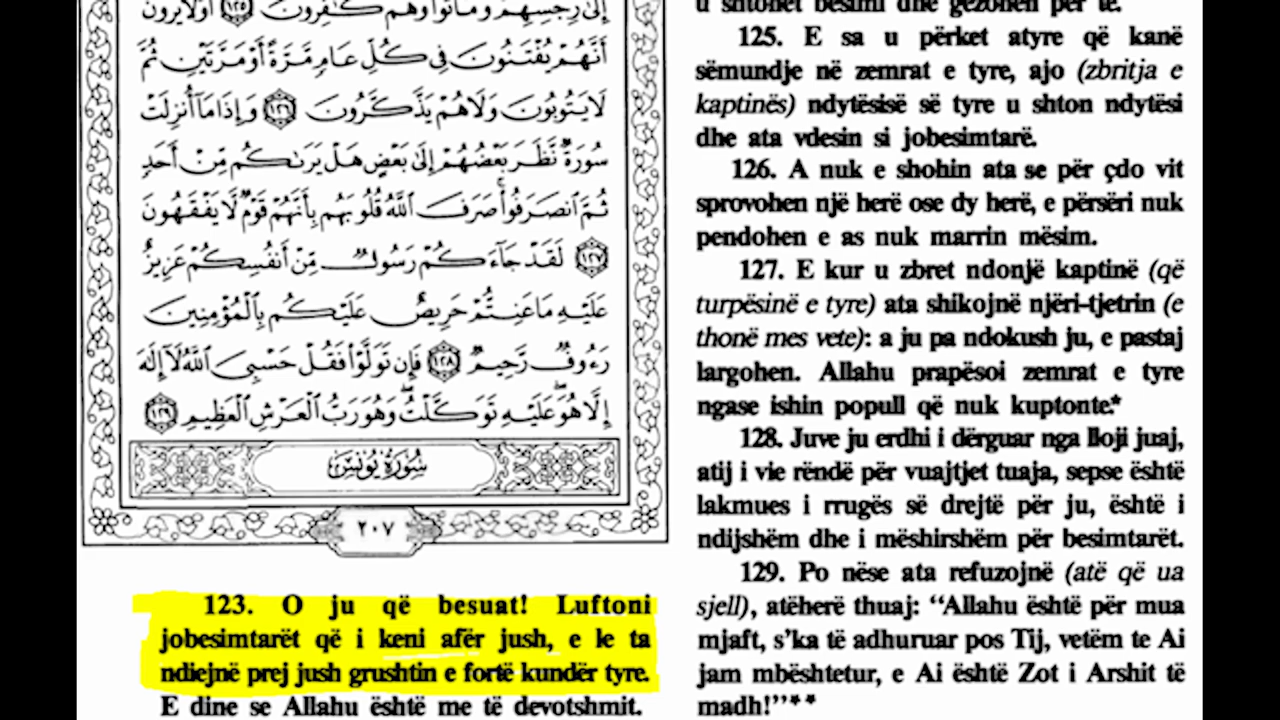 إِلَىٰ رِجْسِهِمْ وَمَاتُوا۟ وَهُمْ كَـٰفِرُونَ ١٢٥ أَوَلَا يَرَوْنَ
أَنَّهُمْ يُفْتَنُونَ فِى كُلِّ عَامٍ مَّرَّةً أَوْ مَرَّتَيْنِ ثُمَّ
لَا يَتُوبُونَ وَلَا هُمْ يَذَّكَّرُونَ ١٢٦ وَإِذَا مَآ أُنزِلَتْ
سُورَةٌ نَّظَرَ بَعْضُهُمْ إِلَىٰ بَعْضٍ هَلْ يَرَىٰكُم مِّنْ أَحَدٍ
ثُمَّ ٱنصَرَفُوا۟ ۚ صَرَفَ ٱللَّهُ قُلُوبَهُم بِأَنَّهُمْ قَوْمٌ لَّا يَفْقَهُونَ
١٢٧ لَقَدْ جَآءَكُمْ رَسُولٌ مِّنْ أَنفُسِكُمْ عَزِيزٌ
عَلَيْهِ مَا عَنِتُّمْ حَرِيصٌ عَلَيْكُم بِٱلْمُؤْمِنِينَ
رَءُوفٌ رَّحِيمٌ ١٢٨ فَإِن تَوَلَّوْا۟ فَقُلْ حَسْبِىَ ٱللَّهُ لَآ إِلَـٰهَ
إِلَّا هُوَ ۖ عَلَيْهِ تَوَكَّلْتُ ۖ وَهُوَ رَبُّ ٱلْعَرْشِ ٱلْعَظِيمِ ١٢٩
سُورَةُ يُونُسَ
٢٠٧
123. O ju që besuat! Luftoni
jobesimtarët që i keni afër jush, e le ta
ndiejnë prej jush grushtin e fortë kundër tyre.
E dine se Allahu është me të devotshmit.
u shtohet besimi dhe gëzohen për të.
125. E sa u përket atyre që kanë
sëmundje në zemrat e tyre, ajo (zbritja e
kaptinës) ndytësisë së tyre u shton ndytësi
dhe ata vdesin si jobesimtarë.
126. A nuk e shohin ata se për çdo vit
sprovohen një herë ose dy herë, e përsëri nuk
pendohen e as nuk marrin mësim.
127. E kur u zbret ndonjë kaptinë (që
turpësinë e tyre) ata shikojnë njëri-tjetrin (e
thonë mes vete): a ju pa ndokush ju, e pastaj
largohen. Allahu prapësoi zemrat e tyre
ngase ishin popull që nuk kuptonte.*
128. Juve ju erdhi i dërguar nga lloji juaj,
atij i vie rëndë për vuajtjet tuaja, sepse është
lakmues i rrugës së drejtë për ju, është i
ndijshëm dhe i mëshirshëm për besimtarët.
129. Po nëse ata refuzojnë (atë që ua
sjell), atëherë thuaj: “Allahu është për mua
mjaft, s’ka të adhuruar pos Tij, vetëm te Ai
jam mbështetur, e Ai është Zot i Arshit të
madh!”**